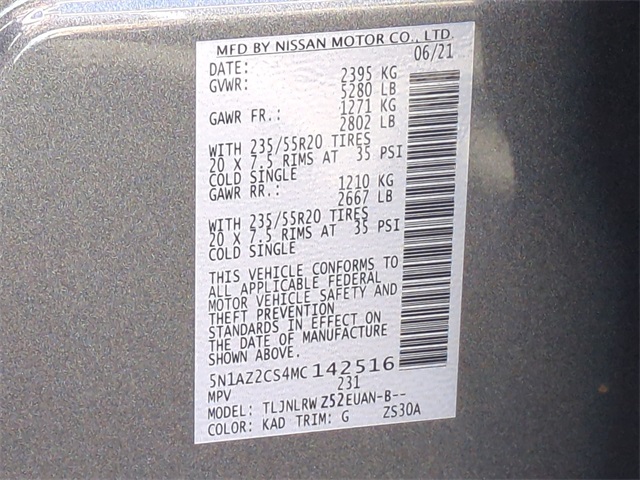 MFD BY NISSAN MOTOR CO., LTD.
DATE: 06/21
GVWR: 2395 KG
5280 LB
GAWR FR.: 1271 KG
2802 LB
WITH 235/55R20 TIRES
20 X 7.5 RIMS AT 35 PSI
COLD SINGLE
GAWR RR.: 1210 KG
2667 LB
WITH 235/55R20 TIRES
20 X 7.5 RIMS AT 35 PSI
COLD SINGLE
THIS VEHICLE CONFORMS TO
ALL APPLICABLE FEDERAL
MOTOR VEHICLE SAFETY AND
THEFT PREVENTION
STANDARDS IN EFFECT ON
THE DATE OF MANUFACTURE
SHOWN ABOVE.
5N1AZ2CS4MC142516
MPV 231
MODEL: TLJNLRW Z52EUAN-B--
COLOR: KAD TRIM: G ZS30A